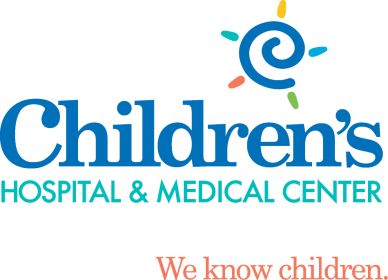 Children's
HOSPITAL & MEDICAL CENTER
We know children.